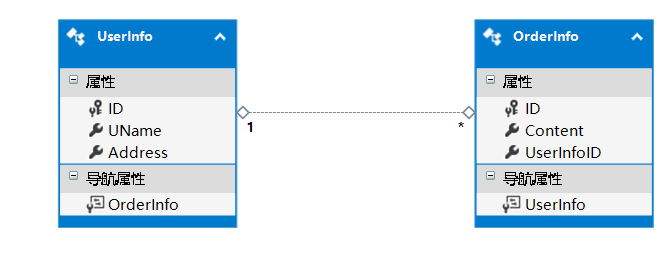 UserInfo
属性
ID
UName
Address
导航属性
OrderInfo
1
*
OrderInfo
属性
ID
Content
UserInfoID
导航属性
UserInfo